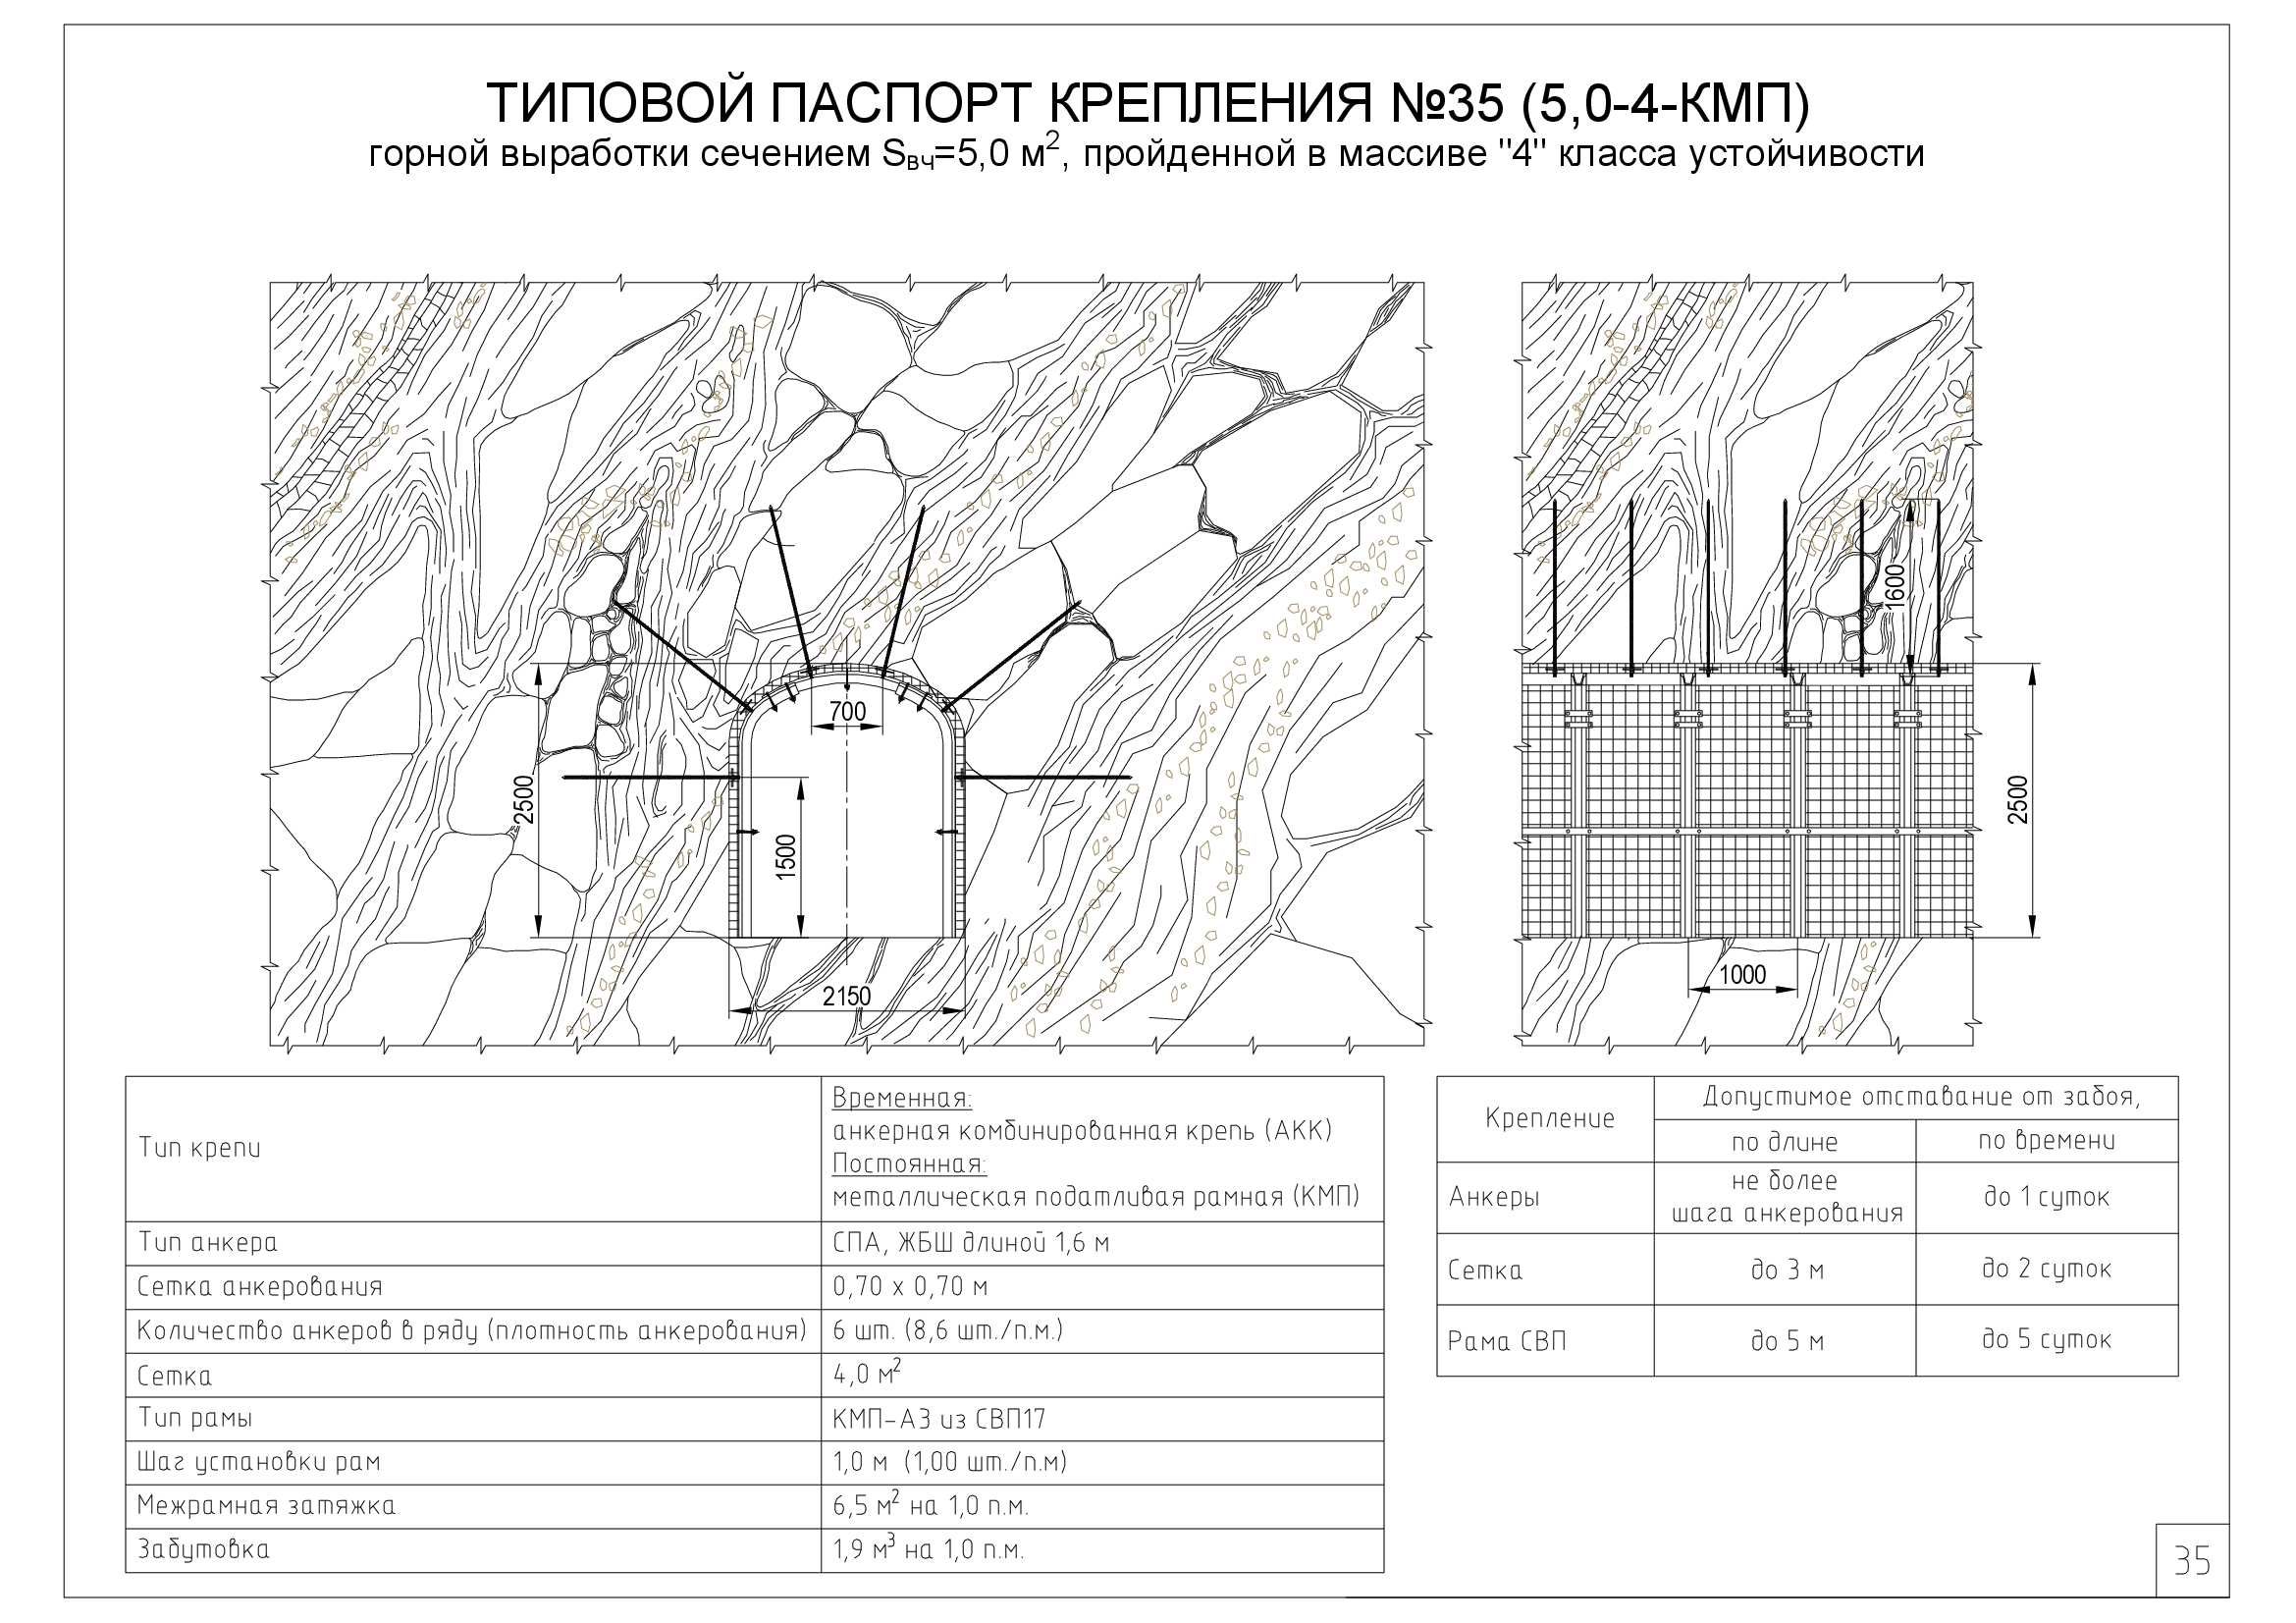 ТИПОВОЙ ПАСПОРТ КРЕПЛЕНИЯ №35 (5,0-4-КМП)
горной выработки сечением Sвч=5,0 м², пройденной в массиве "4" класса устойчивости
700
2500
1500
2150
1600
2500
1000
Тип крепи
Временная:
анкерная комбинированная крепь (АКК)
Постоянная:
металлическая податливая рамная (КМП)
Тип анкера
СПА, ЖБШ длиной 1,6 м
Сетка анкерования
0,70 х 0,70 м
Количество анкеров в ряду (плотность анкерования)
6 шт. (8,6 шт./п.м.)
Сетка
4,0 м²
Тип рамы
КМП-А3 из СВП17
Шаг установки рам
1,0 м (1,00 шт./п.м)
Межрамная затяжка
6,5 м² на 1,0 п.м.
Забутовка
1,9 м³ на 1,0 п.м.
Крепление
Допустимое отставание от забоя,
по длине
по времени
Анкеры
не более
шага анкерования
до 1 суток
Сетка
до 3 м
до 2 суток
Рама СВП
до 5 м
до 5 суток
35